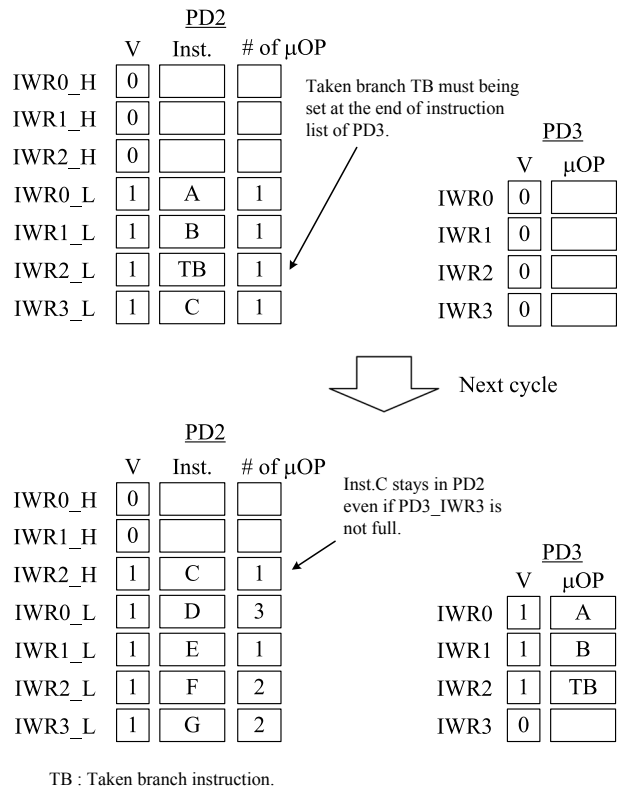 PD2
V Inst. # of μOP
IWR0_H 0
IWR1_H 0
IWR2_H 0
IWR0_L 1 A 1
IWR1_L 1 B 1
IWR2_L 1 TB 1
IWR3_L 1 C 1
Taken branch TB must being
set at the end of instruction
list of PD3.
PD3
V μOP
IWR0 0
IWR1 0
IWR2 0
IWR3 0
Next cycle
PD2
V Inst. # of μOP
IWR0_H 0
IWR1_H 0
IWR2_H 1 C 1
IWR0_L 1 D 3
IWR1_L 1 E 1
IWR2_L 1 F 2
IWR3_L 1 G 2
Inst.C stays in PD2
even if PD3_IWR3 is
not full.
PD3
V μOP
IWR0 1 A
IWR1 1 B
IWR2 1 TB
IWR3 0
TB : Taken branch instruction.